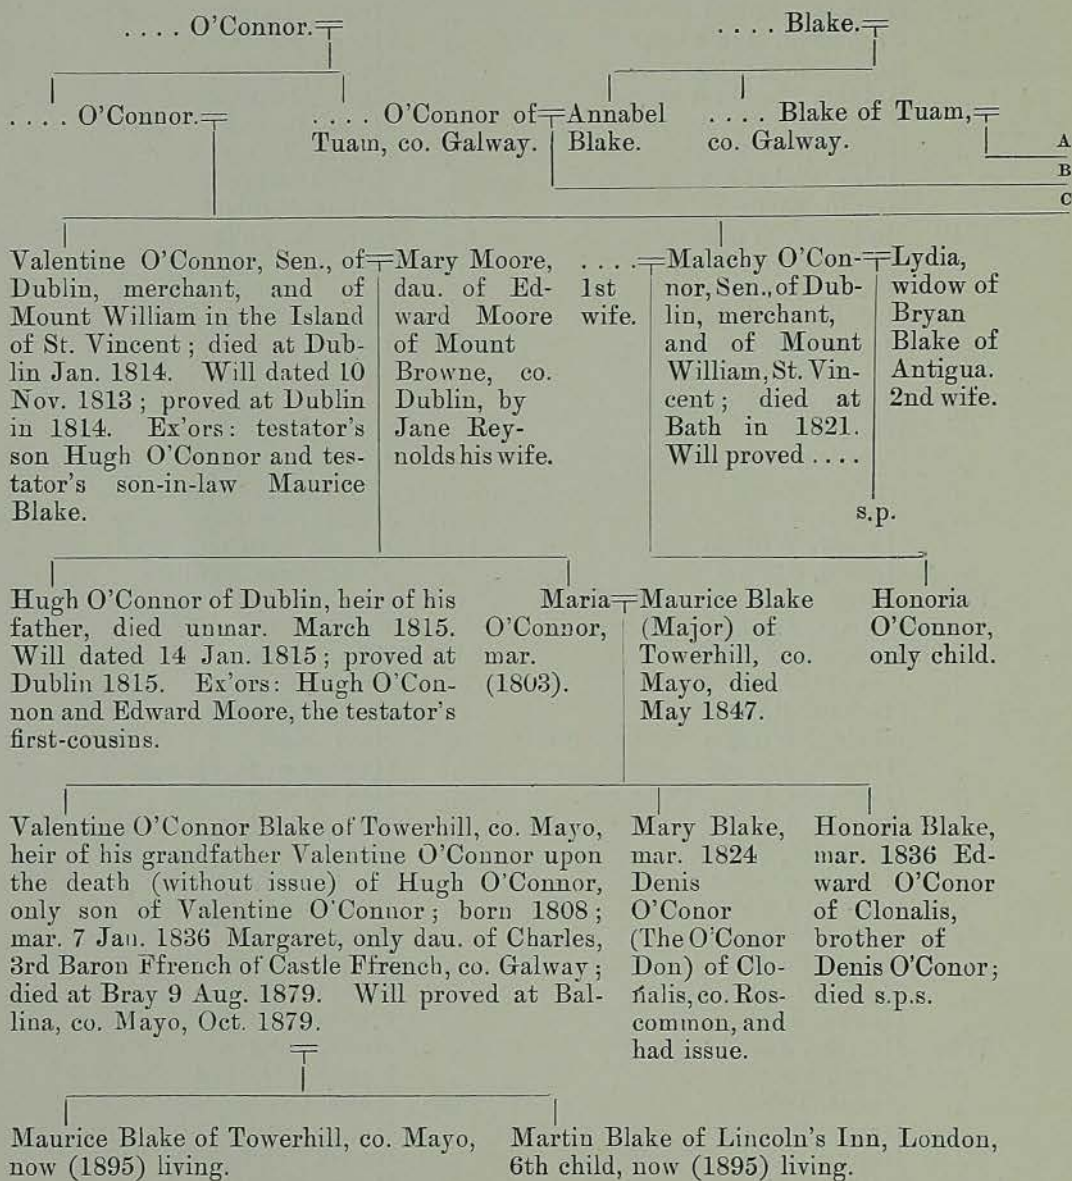 . . . . O'Connor.
. . . . Blake.
. . . . O'Connor.
. . . . O'Connor of
Tuam, co. Galway.
Annabel
Blake.
. . . . Blake of Tuam,
co. Galway.
A
B
C
Valentine O'Connor, Sen., of
Dublin, merchant, and of
Mount William in the Island
of St. Vincent; died at Dub-
lin Jan. 1814. Will dated 10
Nov. 1813; proved at Dublin
in 1814. Ex'ors: testator's
son Hugh O'Connor and tes-
tator's son-in-law Maurice
Blake.
Mary Moore,
dau. of Ed-
ward Moore
of Mount
Browne, co.
Dublin, by
Jane Rey-
nolds his wife.
. . . .
1st
wife.
Malachy O'Con-
nor, Sen., of Dub-
lin, merchant,
and of Mount
William, St. Vin-
cent; died at
Bath in 1821.
Will proved . . . .
Lydia,
widow of
Bryan
Blake of
Antigua.
2nd wife.
s.p.
Hugh O'Connor of Dublin, heir of his
father, died unmar. March 1815.
Will dated 14 Jan. 1815; proved at
Dublin 1815. Ex'ors: Hugh O'Con-
non and Edward Moore, the testator's
first-cousins.
Maria
O'Connor,
mar.
(1803).
Maurice Blake
(Major) of
Towerhill, co.
Mayo, died
May 1847.
Honoria
O'Connor,
only child.
Valentine O'Connor Blake of Towerhill, co. Mayo,
heir of his grandfather Valentine O'Connor upon
the death (without issue) of Hugh O'Connor,
only son of Valentine O'Connor; born 1808;
mar. 7 Jan. 1836 Margaret, only dau. of Charles,
3rd Baron Ffrench of Castle Ffrench, co. Galway;
died at Bray 9 Aug. 1879. Will proved at Bal-
lina, co. Mayo, Oct. 1879.
Mary Blake,
mar. 1824
Denis
O'Conor
(The O'Conor
Don) of Clo-
nalis, co. Ros-
common, and
had issue.
Honoria Blake,
mar. 1836 Ed-
ward O'Conor
of Clonalis,
brother of
Denis O'Conor;
died s.p.s.
Maurice Blake of Towerhill, co. Mayo,
now (1895) living.
Martin Blake of Lincoln's Inn, London,
6th child, now (1895) living.